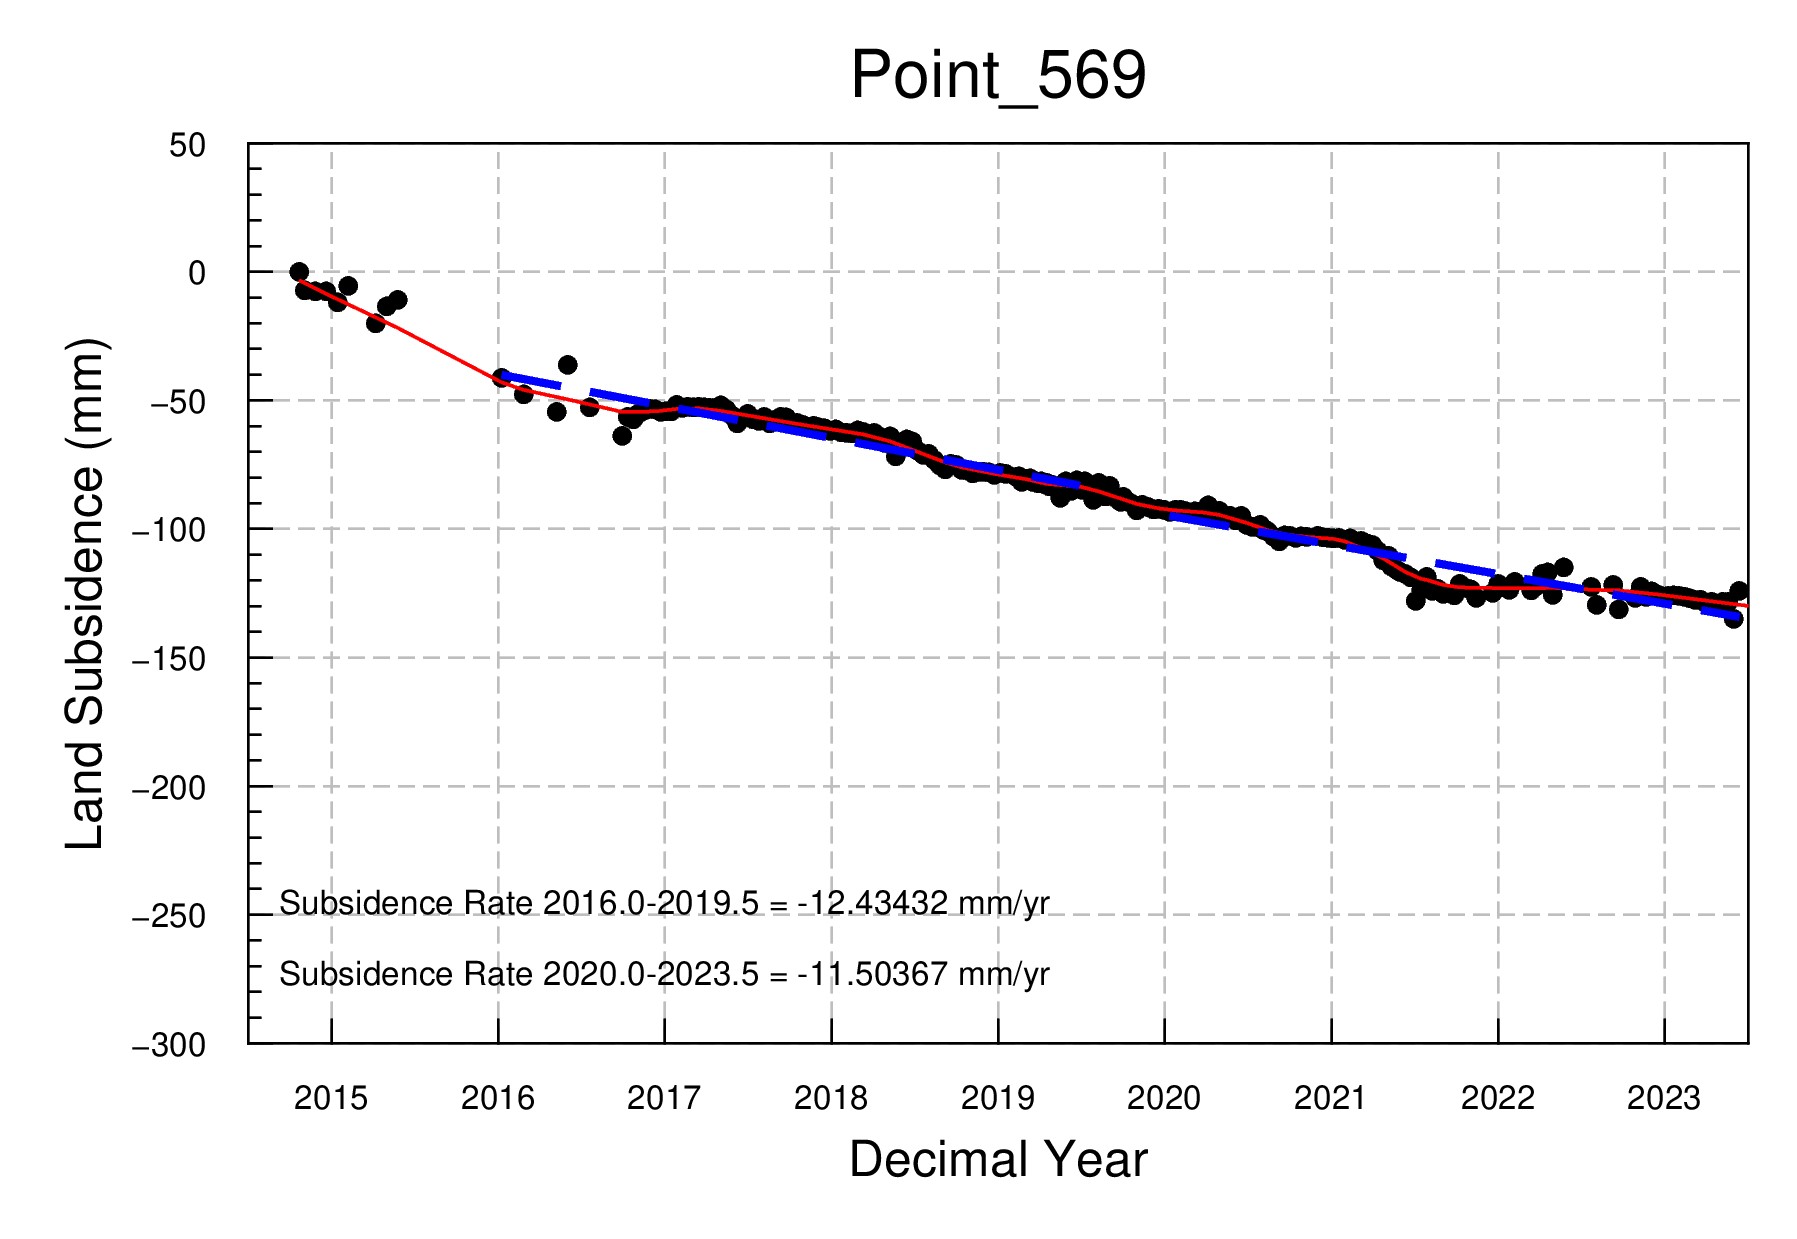 Point_569
50
0
−50
−100
−150
−200
−250
−300
Land Subsidence (mm)
Subsidence Rate 2016.0-2019.5 = -12.43432 mm/yr
Subsidence Rate 2020.0-2023.5 = -11.50367 mm/yr
2015 2016 2017 2018 2019 2020 2021 2022 2023
Decimal Year